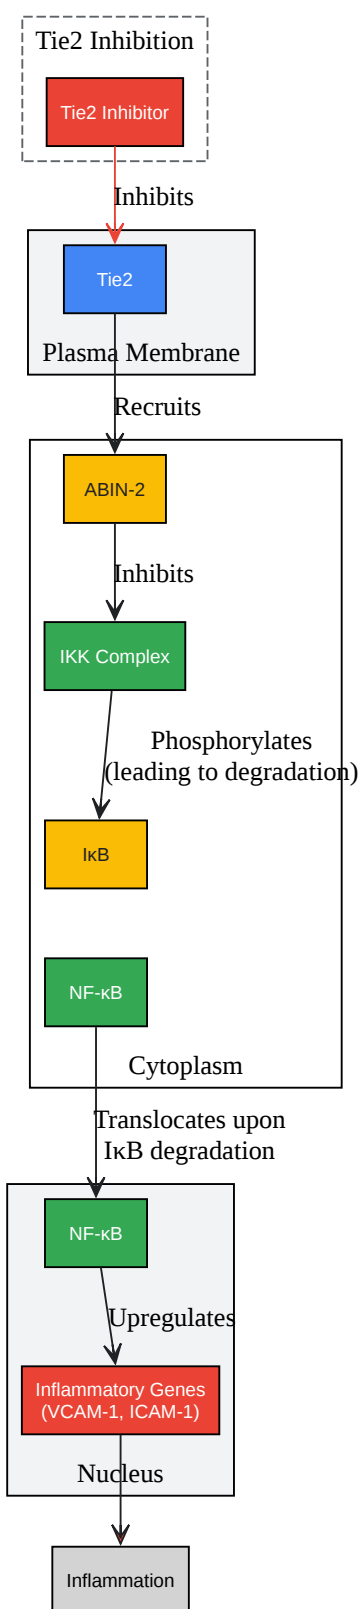 Tie2 Inhibition
Tie2 Inhibitor
Inhibits
Tie2
Plasma Membrane
Recruits
ABIN-2
Inhibits
IKK Complex
Phosphorylates
(leading to degradation)
IκB
NF-κB
Cytoplasm
Translocates upon
IκB degradation
NF-κB
Upregulates
Inflammatory Genes
(VCAM-1, ICAM-1)
Nucleus
Inflammation